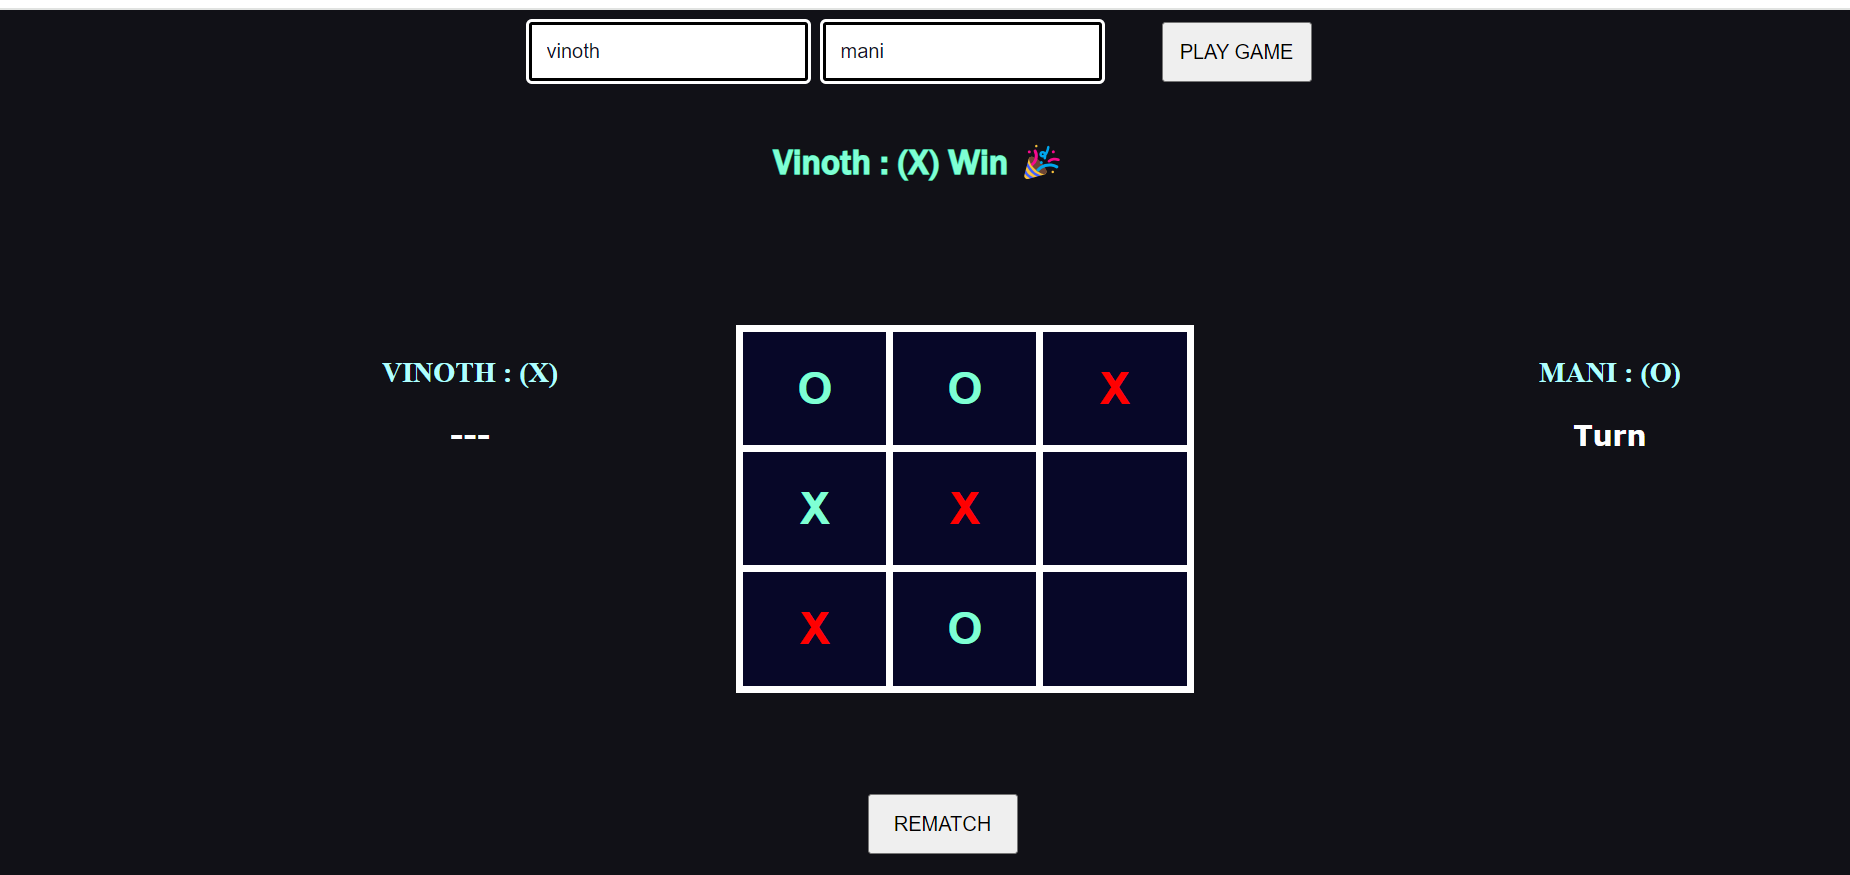 vinoth mani PLAY GAME
Vinoth : (X) Win 🎉
VINOTH : (X)
---
O O X
X X
X O
MANI : (O)
Turn
REMATCH